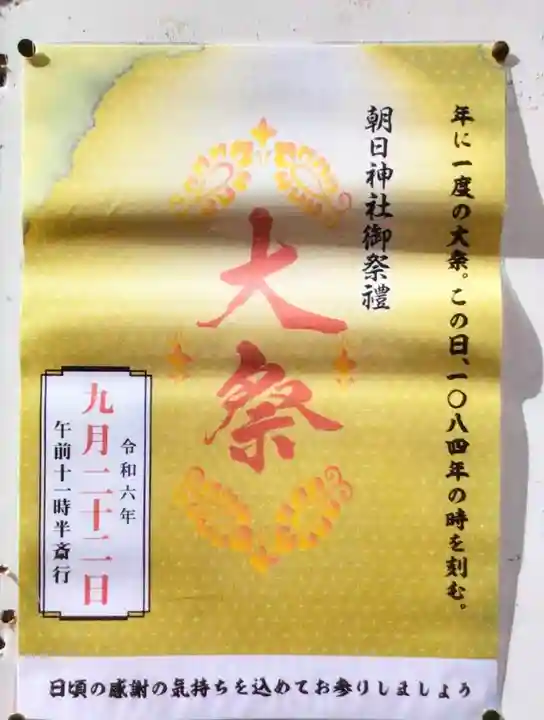 年に一度の大祭。この日、一〇八四年の時を刻む。
朝日神社御祭禮
大祭
令和六年
九月二十二日
午前十一時半斎行
日頃の感謝の気持ちを込めてお参りしましょう